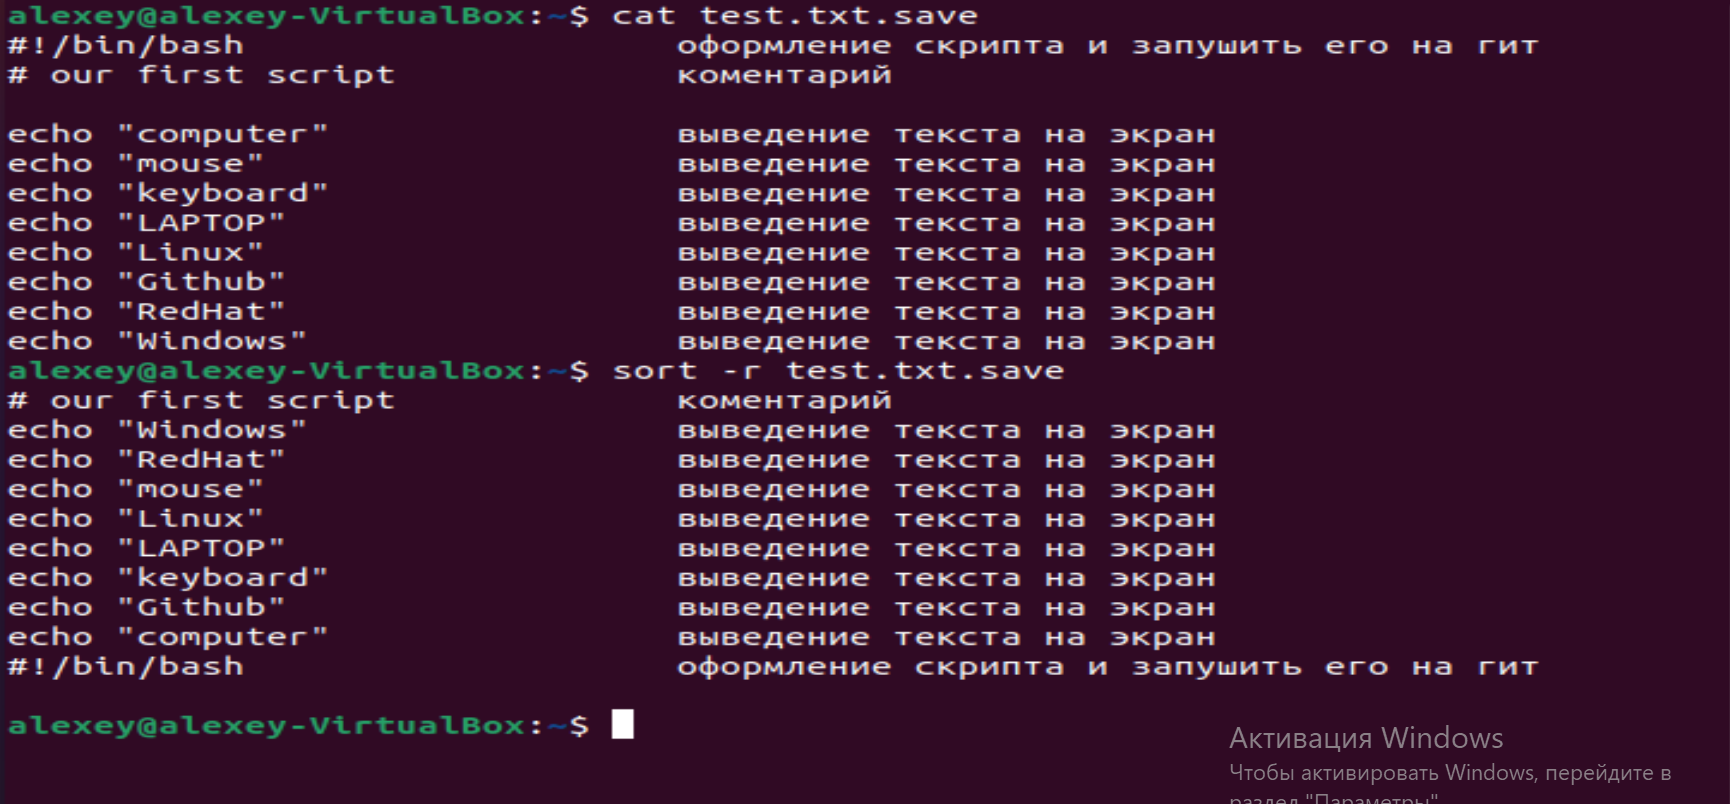 alexey@alexey-VirtualBox:~$ cat test.txt.save
#!/bin/bash оформление скрипта и запушить его на гит
# our first script коментарий
echo "computer" выведение текста на экран
echo "mouse" выведение текста на экран
echo "keyboard" выведение текста на экран
echo "LAPTOP" выведение текста на экран
echo "Linux" выведение текста на экран
echo "Github" выведение текста на экран
echo "RedHat" выведение текста на экран
echo "Windows" выведение текста на экран
alexey@alexey-VirtualBox:~$ sort -r test.txt.save
# our first script коментарий
echo "Windows" выведение текста на экран
echo "RedHat" выведение текста на экран
echo "mouse" выведение текста на экран
echo "Linux" выведение текста на экран
echo "LAPTOP" выведение текста на экран
echo "keyboard" выведение текста на экран
echo "Github" выведение текста на экран
echo "computer" выведение текста на экран
#!/bin/bash оформление скрипта и запушить его на гит
alexey@alexey-VirtualBox:~$
Активация Windows
Чтобы активировать Windows, перейдите в
раздел "Параметры"